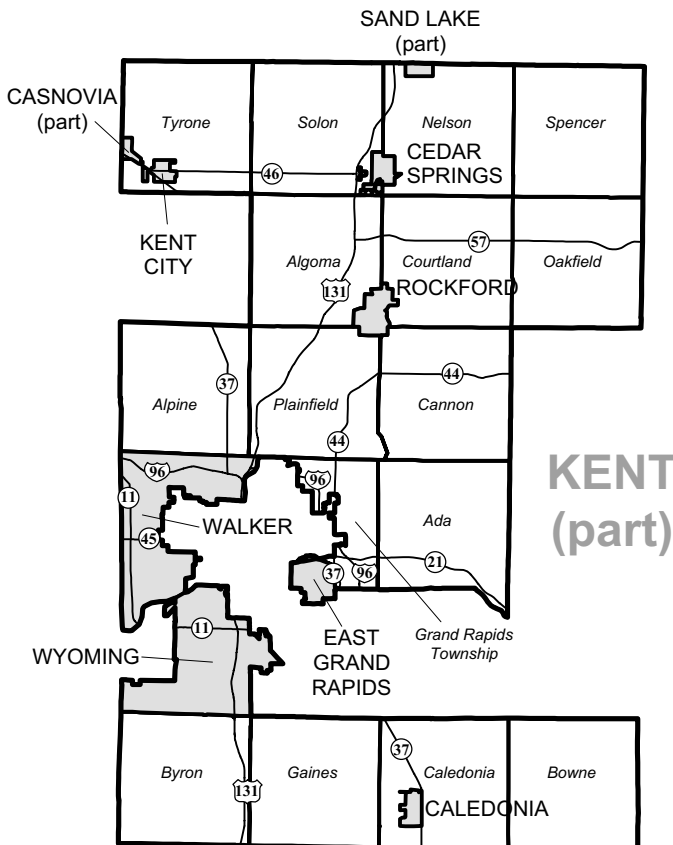 SAND LAKE
(part)
CASNOVIA
(part)
Tyrone
Solon
Nelson
Spencer
CEDAR
SPRINGS
46
KENT
CITY
57
Algoma
Courtland
Oakfield
131
ROCKFORD
37
44
Alpine
Plainfield
Cannon
44
96
96
KENT
(part)
11
WALKER
Ada
45
21
37
96
11
EAST
GRAND
RAPIDS
Grand Rapids
Township
WYOMING
37
Byron
Gaines
Caledonia
Bowne
131
CALEDONIA